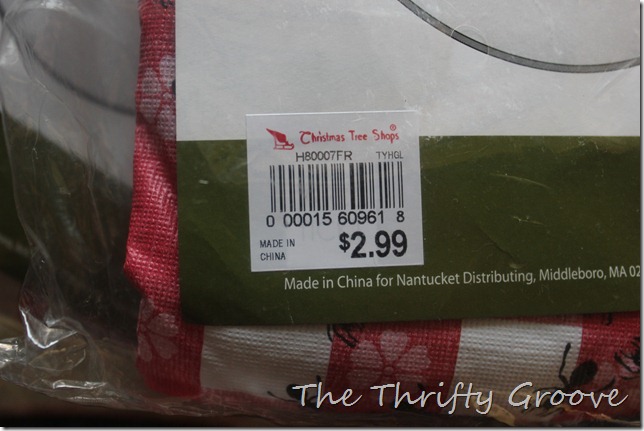 Christmas Tree Shops®
H80007FR TYHGL
0 00015 60961 8
MADE IN
CHINA
$2.99
Made in China for Nantucket Distributing, Middleboro, MA 02
The Thrifty Groove